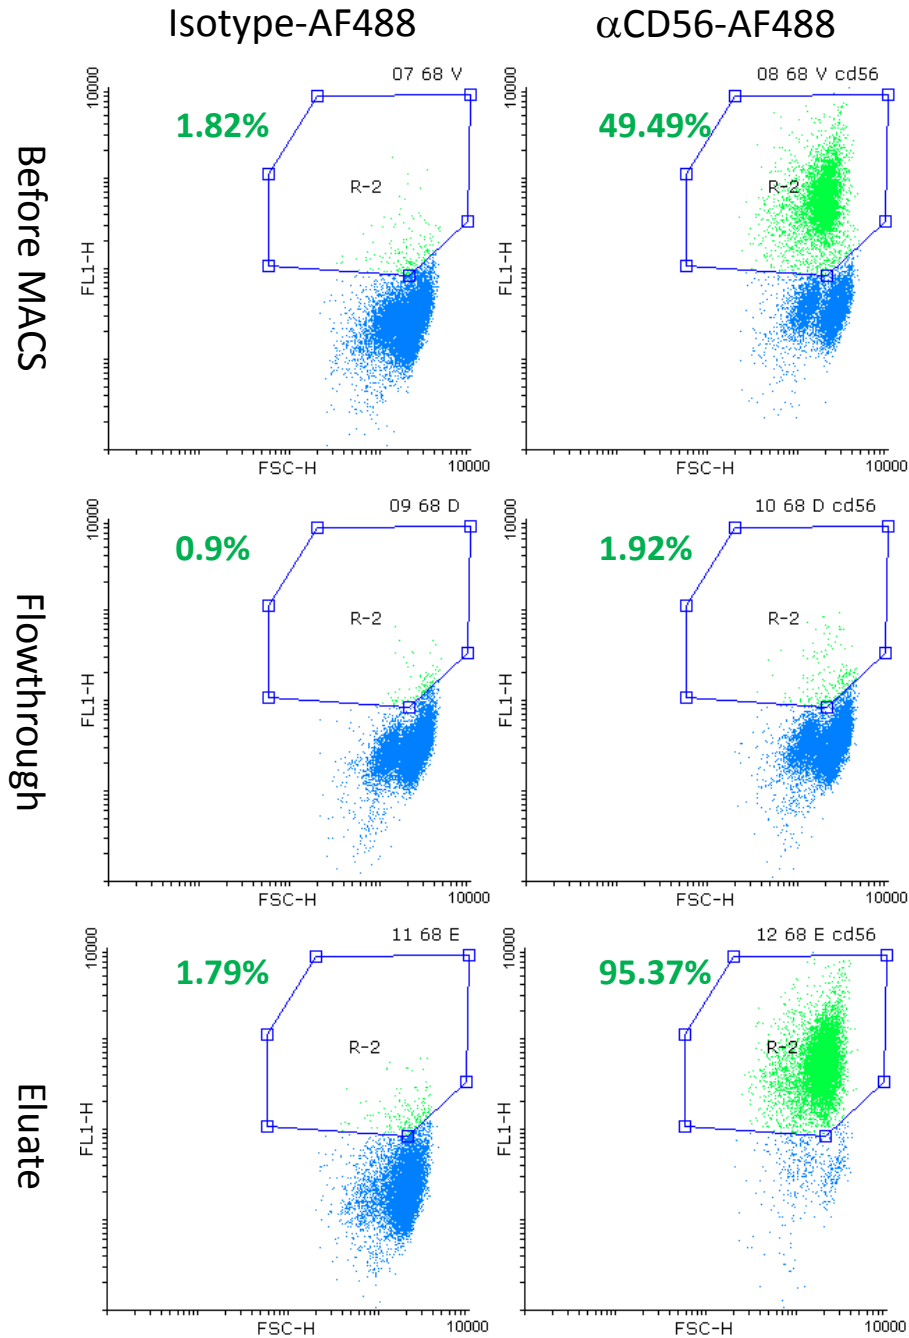 Isotype-AF488
αCD56-AF488
Before MACS
07 68 V
10000
1.82%
R-2
FL1-H
FSC-H
10000
08 68 V cd56
10000
49.49%
R-2
FL1-H
FSC-H
10000
Flowthrough
09 68 D
10000
0.9%
R-2
FL1-H
FSC-H
10000
10 68 D cd56
10000
1.92%
R-2
FL1-H
FSC-H
10000
Eluate
11 68 E
10000
1.79%
R-2
FL1-H
FSC-H
10000
12 68 E cd56
10000
95.37%
R-2
FL1-H
FSC-H
10000